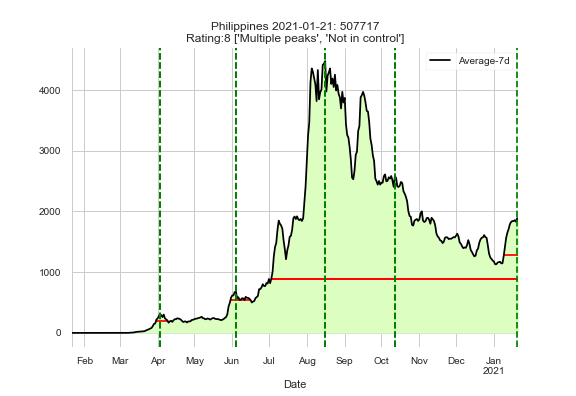 Philippines 2021-01-21: 507717
Rating:8 ['Multiple peaks', 'Not in control']
Average-7d
4000
3000
2000
1000
0
Feb Mar Apr May Jun Jul Aug Sep Oct Nov Dec Jan
2021
Date